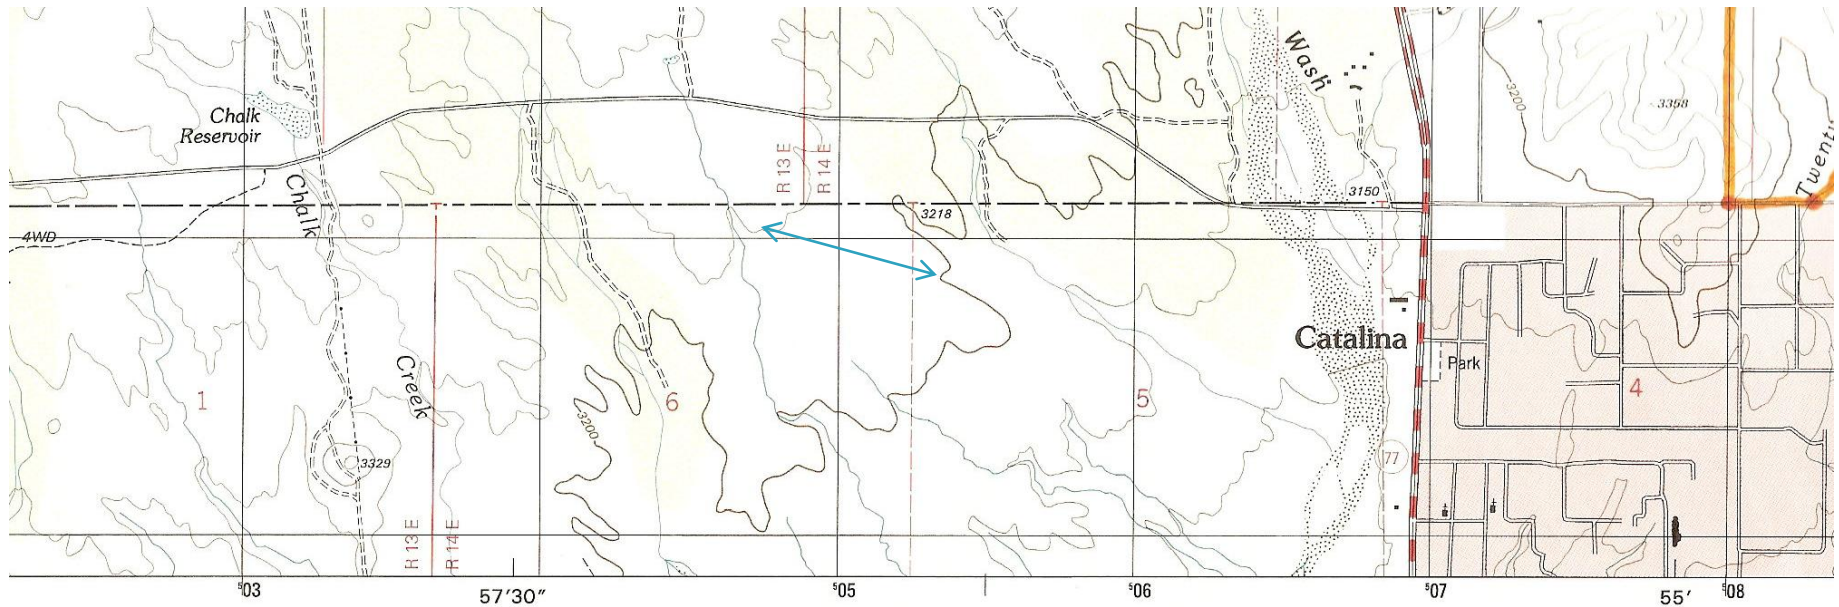 Wash
3200
3358
Chalk
Reservoir
R 13 E
R 14 E
Chalk
3150
3218
4WD
Catalina
Creek
Park
1
6
5
4
3200
3329
77
R 13 E
R 14 E
⁵03
57'30"
⁵05
⁵06
⁵07
55'
⁵08